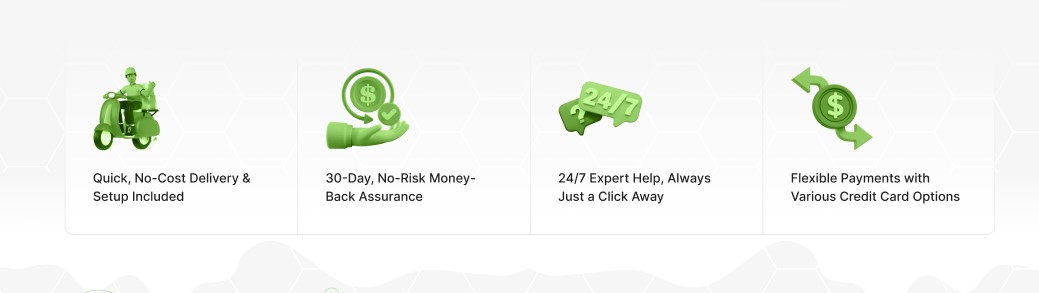 $
?
24/7
$
Quick, No-Cost Delivery &
Setup Included
30-Day, No-Risk Money-
Back Assurance
24/7 Expert Help, Always
Just a Click Away
Flexible Payments with
Various Credit Card Options